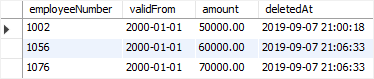 employeeNumber validFrom amount deletedAt
1002 2000-01-01 50000.00 2019-09-07 21:00:18
1056 2000-01-01 60000.00 2019-09-07 21:06:33
1076 2000-01-01 70000.00 2019-09-07 21:06:33